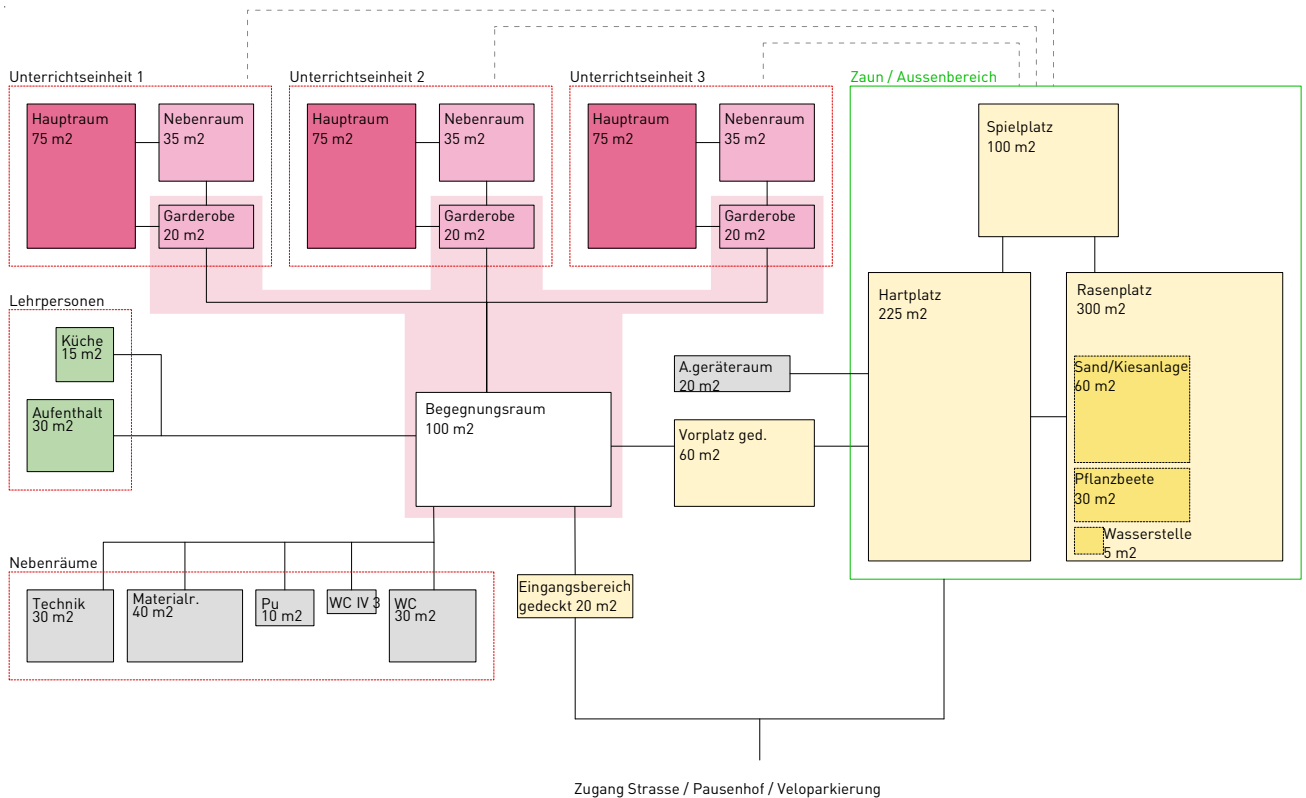 Unterrichtseinheit 1
Hauptraum
75 m2
Nebenraum
35 m2
Garderobe
20 m2
Unterrichtseinheit 2
Hauptraum
75 m2
Nebenraum
35 m2
Garderobe
20 m2
Unterrichtseinheit 3
Hauptraum
75 m2
Nebenraum
35 m2
Garderobe
20 m2
Zaun / Aussenbereich
Spielplatz
100 m2
Hartplatz
225 m2
Rasenplatz
300 m2
Sand/Kiesanlage
60 m2
Pflanzbeete
30 m2
Wasserstelle
5 m2
Lehrpersonen
Küche
15 m2
Aufenthalt
30 m2
A.geräteraum
20 m2
Begegnungsraum
100 m2
Vorplatz ged.
60 m2
Nebenräume
Technik
30 m2
Materialr.
40 m2
Pu
10 m2
WC IV 3
WC
30 m2
Eingangsbereich
gedeckt 20 m2
Zugang Strasse / Pausenhof / Veloparkierung